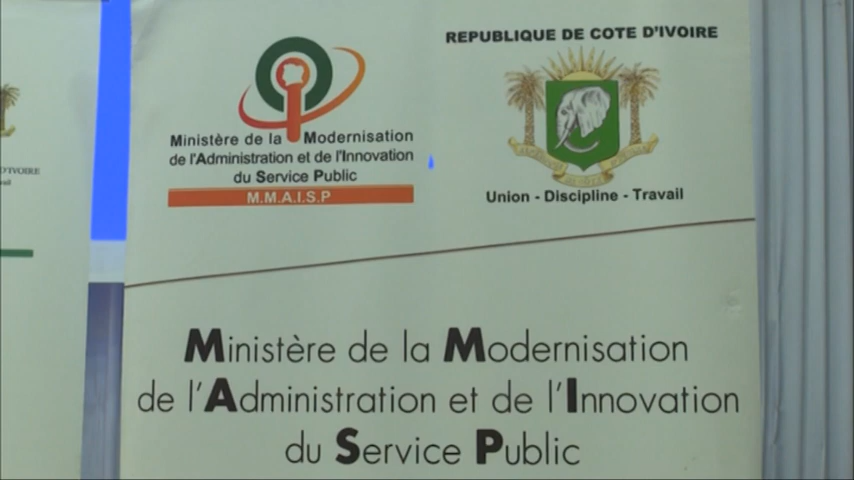 REPUBLIQUE DE COTE D'IVOIRE
Ministère de la Modernisation
de l'Administration et de l'Innovation
du Service Public
M.M.A.I.S.P
Union - Discipline - Travail
D'IVOIRE
Ministère de la Modernisation
de l'Administration et de l'Innovation
du Service Public